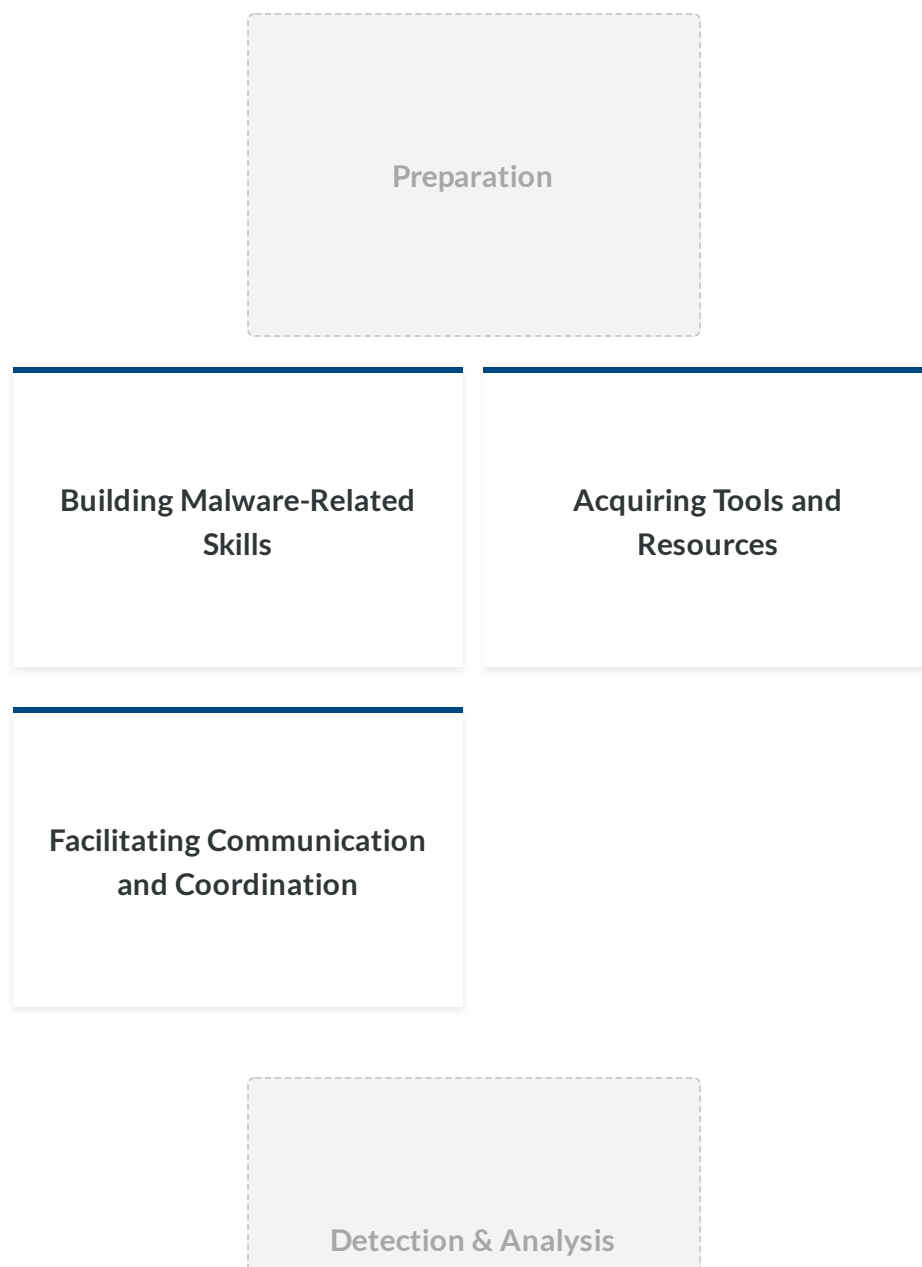 Preparation
Building Malware-Related
Skills
Acquiring Tools and
Resources
Facilitating Communication
and Coordination
Detection & Analysis